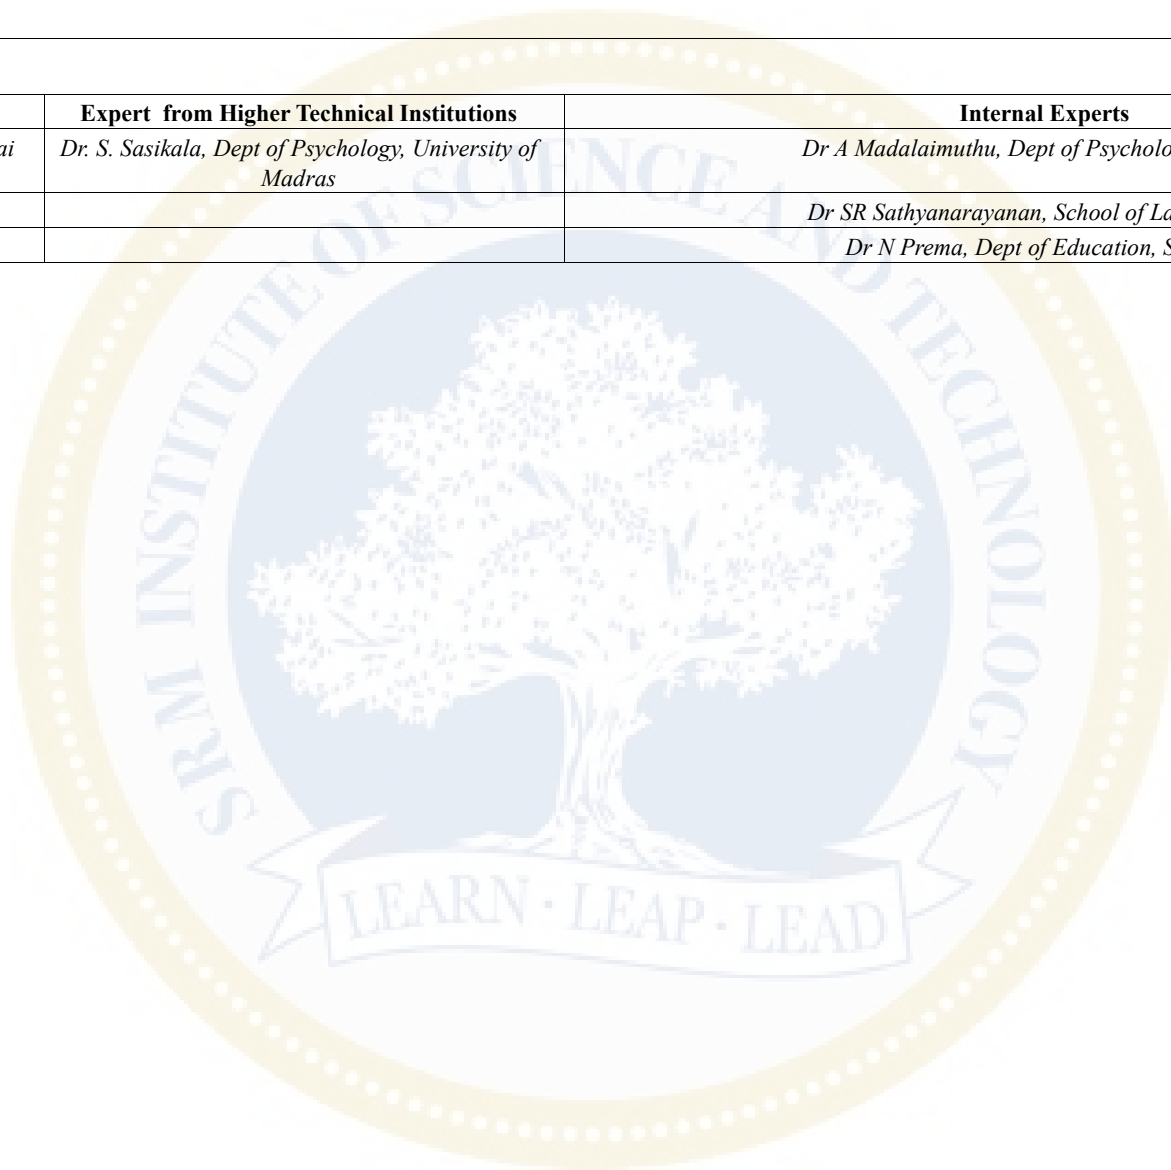 Expert from Higher Technical Institutions
Internal Experts
ai
Dr. S. Sasikala, Dept of Psychology, University of
Madras
Dr A Madalaimuthu, Dept of Psycholo
Dr SR Sathyanarayanan, School of La
Dr N Prema, Dept of Education, S
SRM INSTITUTE OF SCIENCE AND TECHNOLOGY
LEARN · LEAP · LEAD